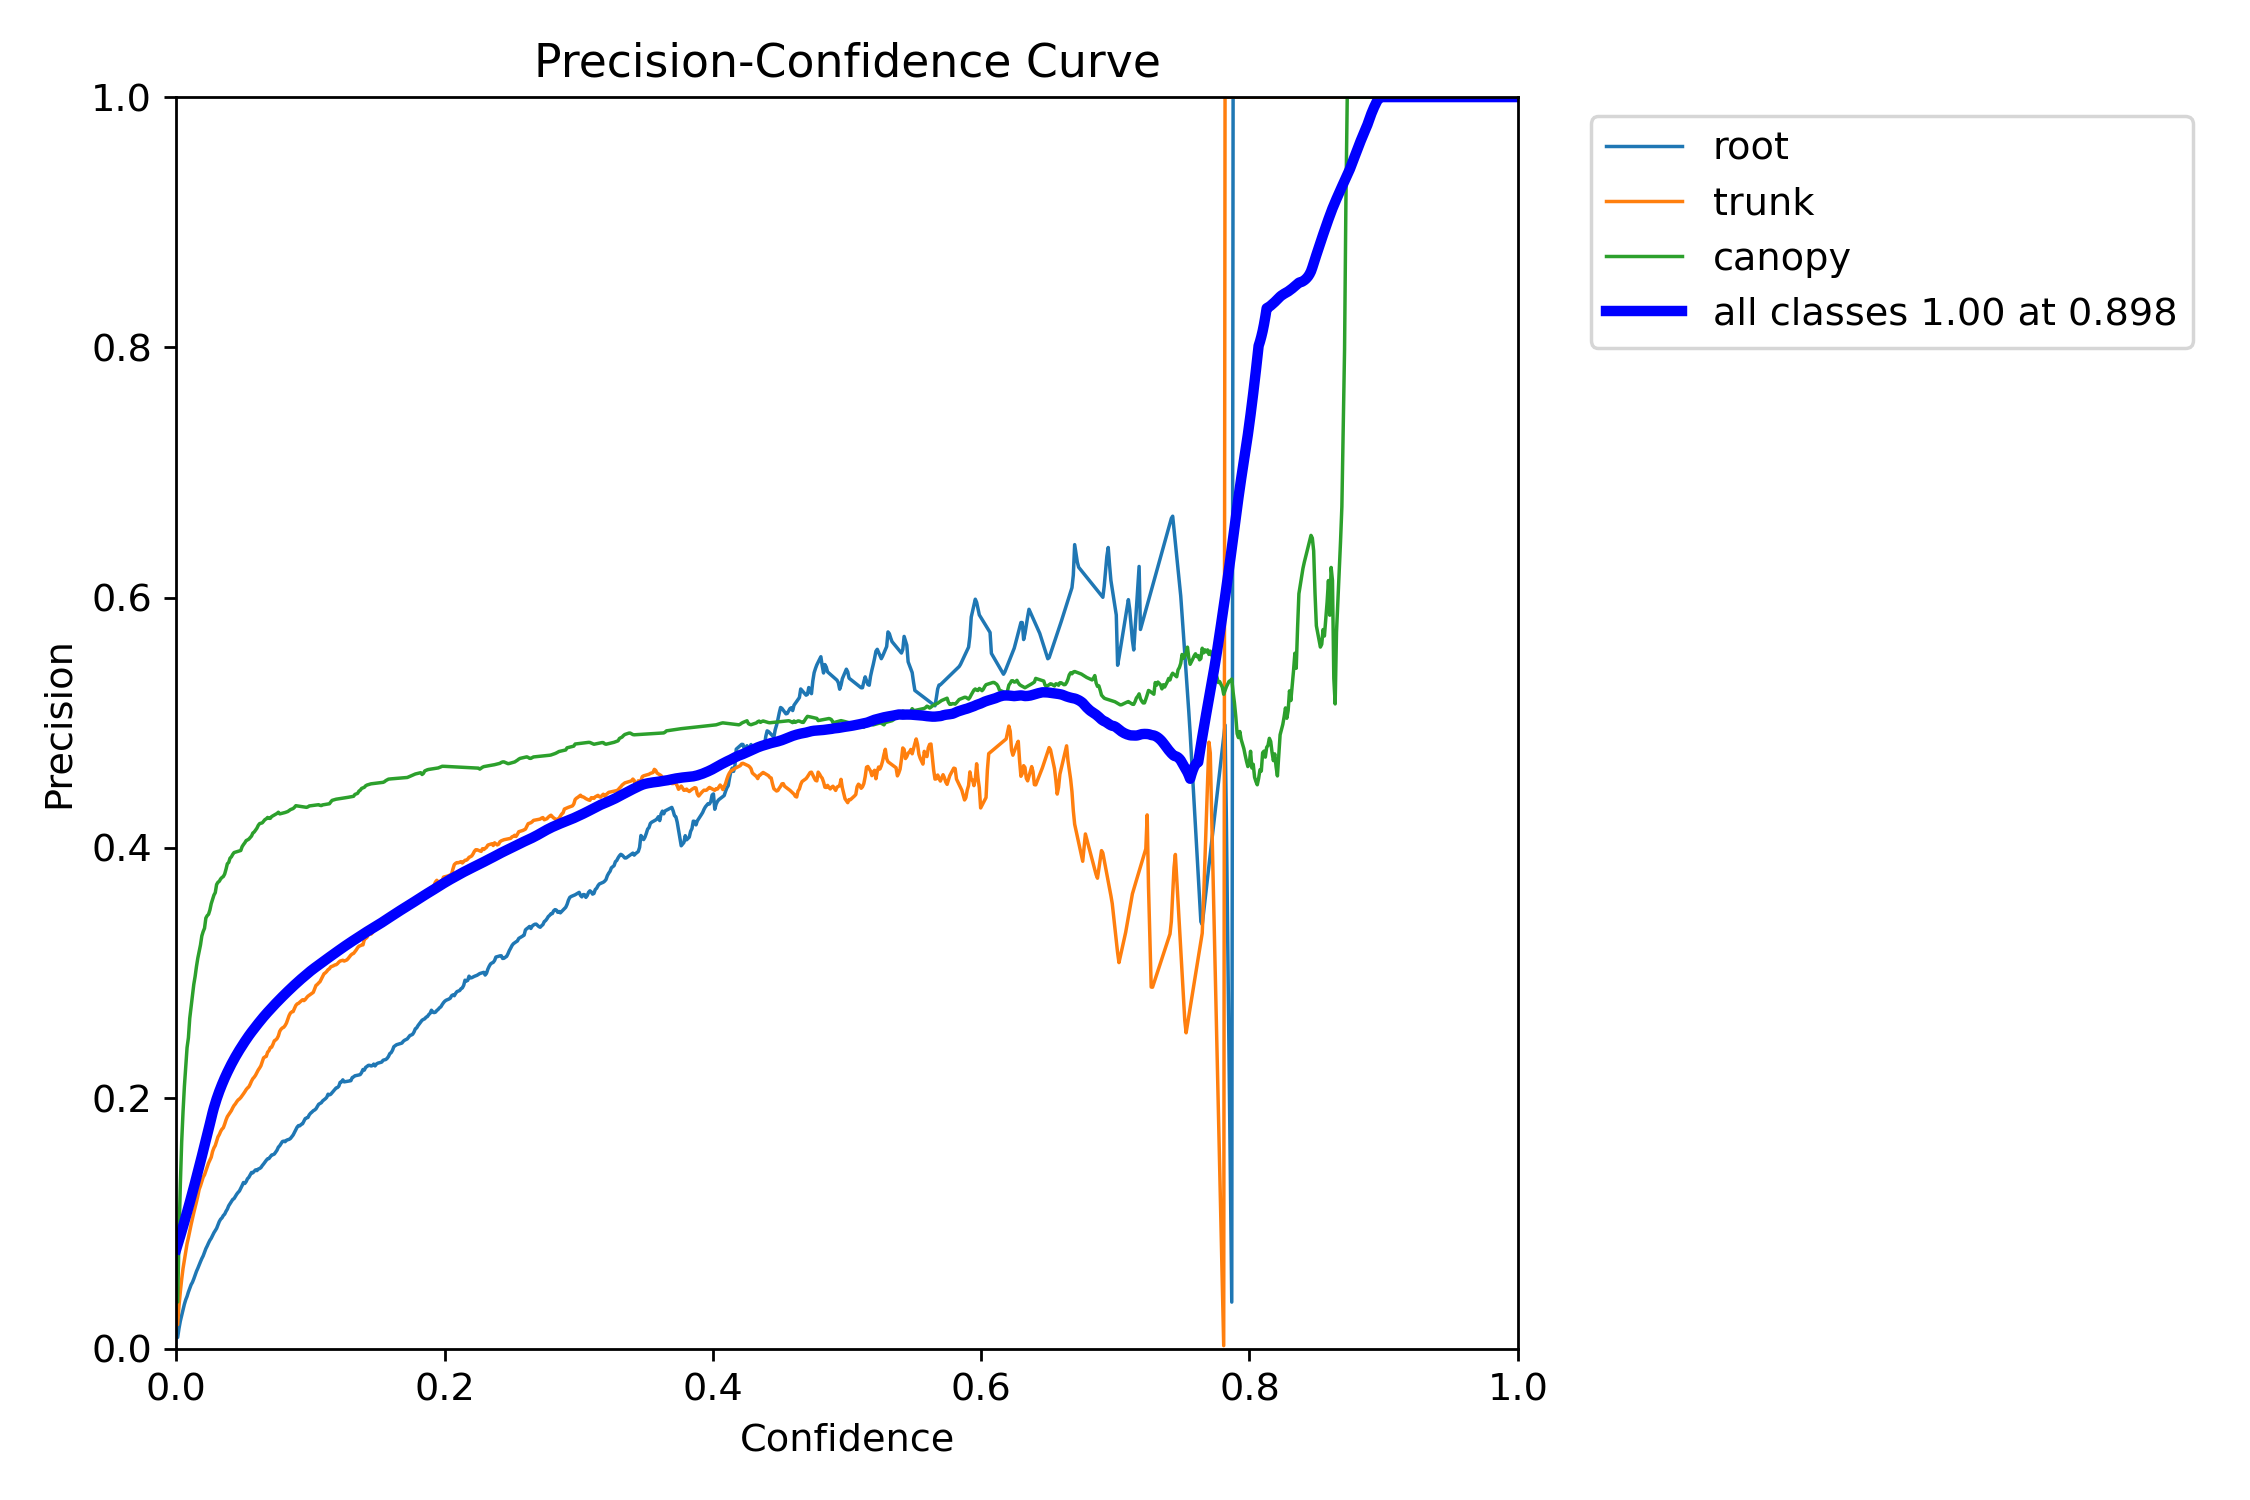 Precision-Confidence Curve
1.0
0.8
0.6
0.4
0.2
0.0
Precision
0.0 0.2 0.4 0.6 0.8 1.0
Confidence
root
trunk
canopy
all classes 1.00 at 0.898